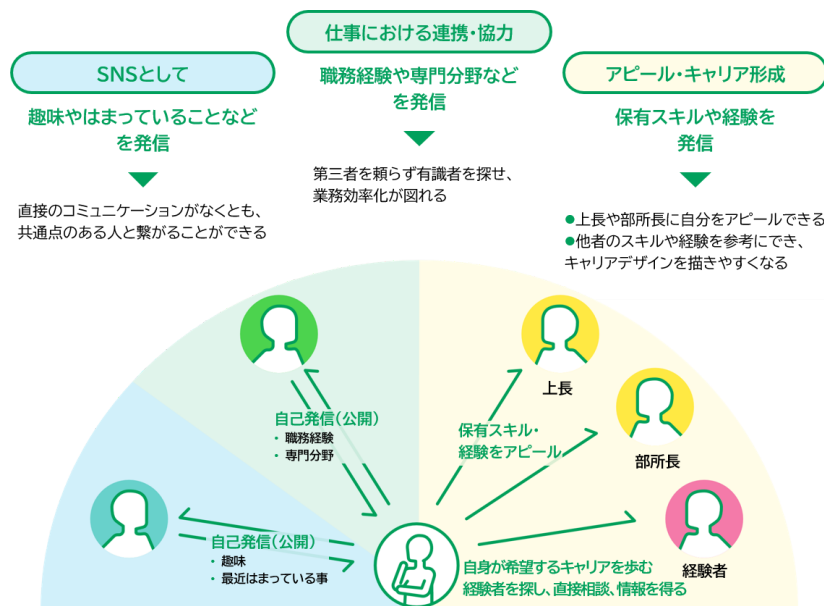 SNSとして
趣味やはまっていることなど
を発信
直接のコミュニケーションがなくとも、
共通点のある人と繋がることができる
仕事における連携・協力
職務経験や専門分野など
を発信
第三者を頼らず有識者を探せ、
業務効率化が図れる
アピール・キャリア形成
保有スキルや経験を
発信
●上長や部所長に自分をアピールできる
●他者のスキルや経験を参考にでき、
キャリアデザインを描きやすくなる
自己発信(公開)
・ 職務経験
・ 専門分野
自己発信(公開)
・ 趣味
・ 最近はまっている事
上長
保有スキル・
経験をアピール
部所長
経験者
自身が希望するキャリアを歩む
経験者を探し、直接相談、情報を得る